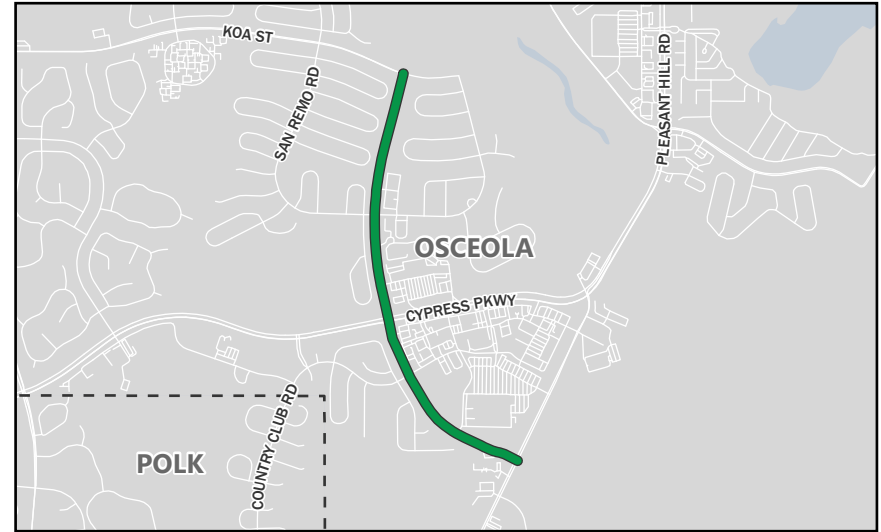 KOA ST
SAN REMO RD
PLEASANT HILL RD
OSCEOLA
CYPRESS PKWY
COUNTRY CLUB RD
POLK